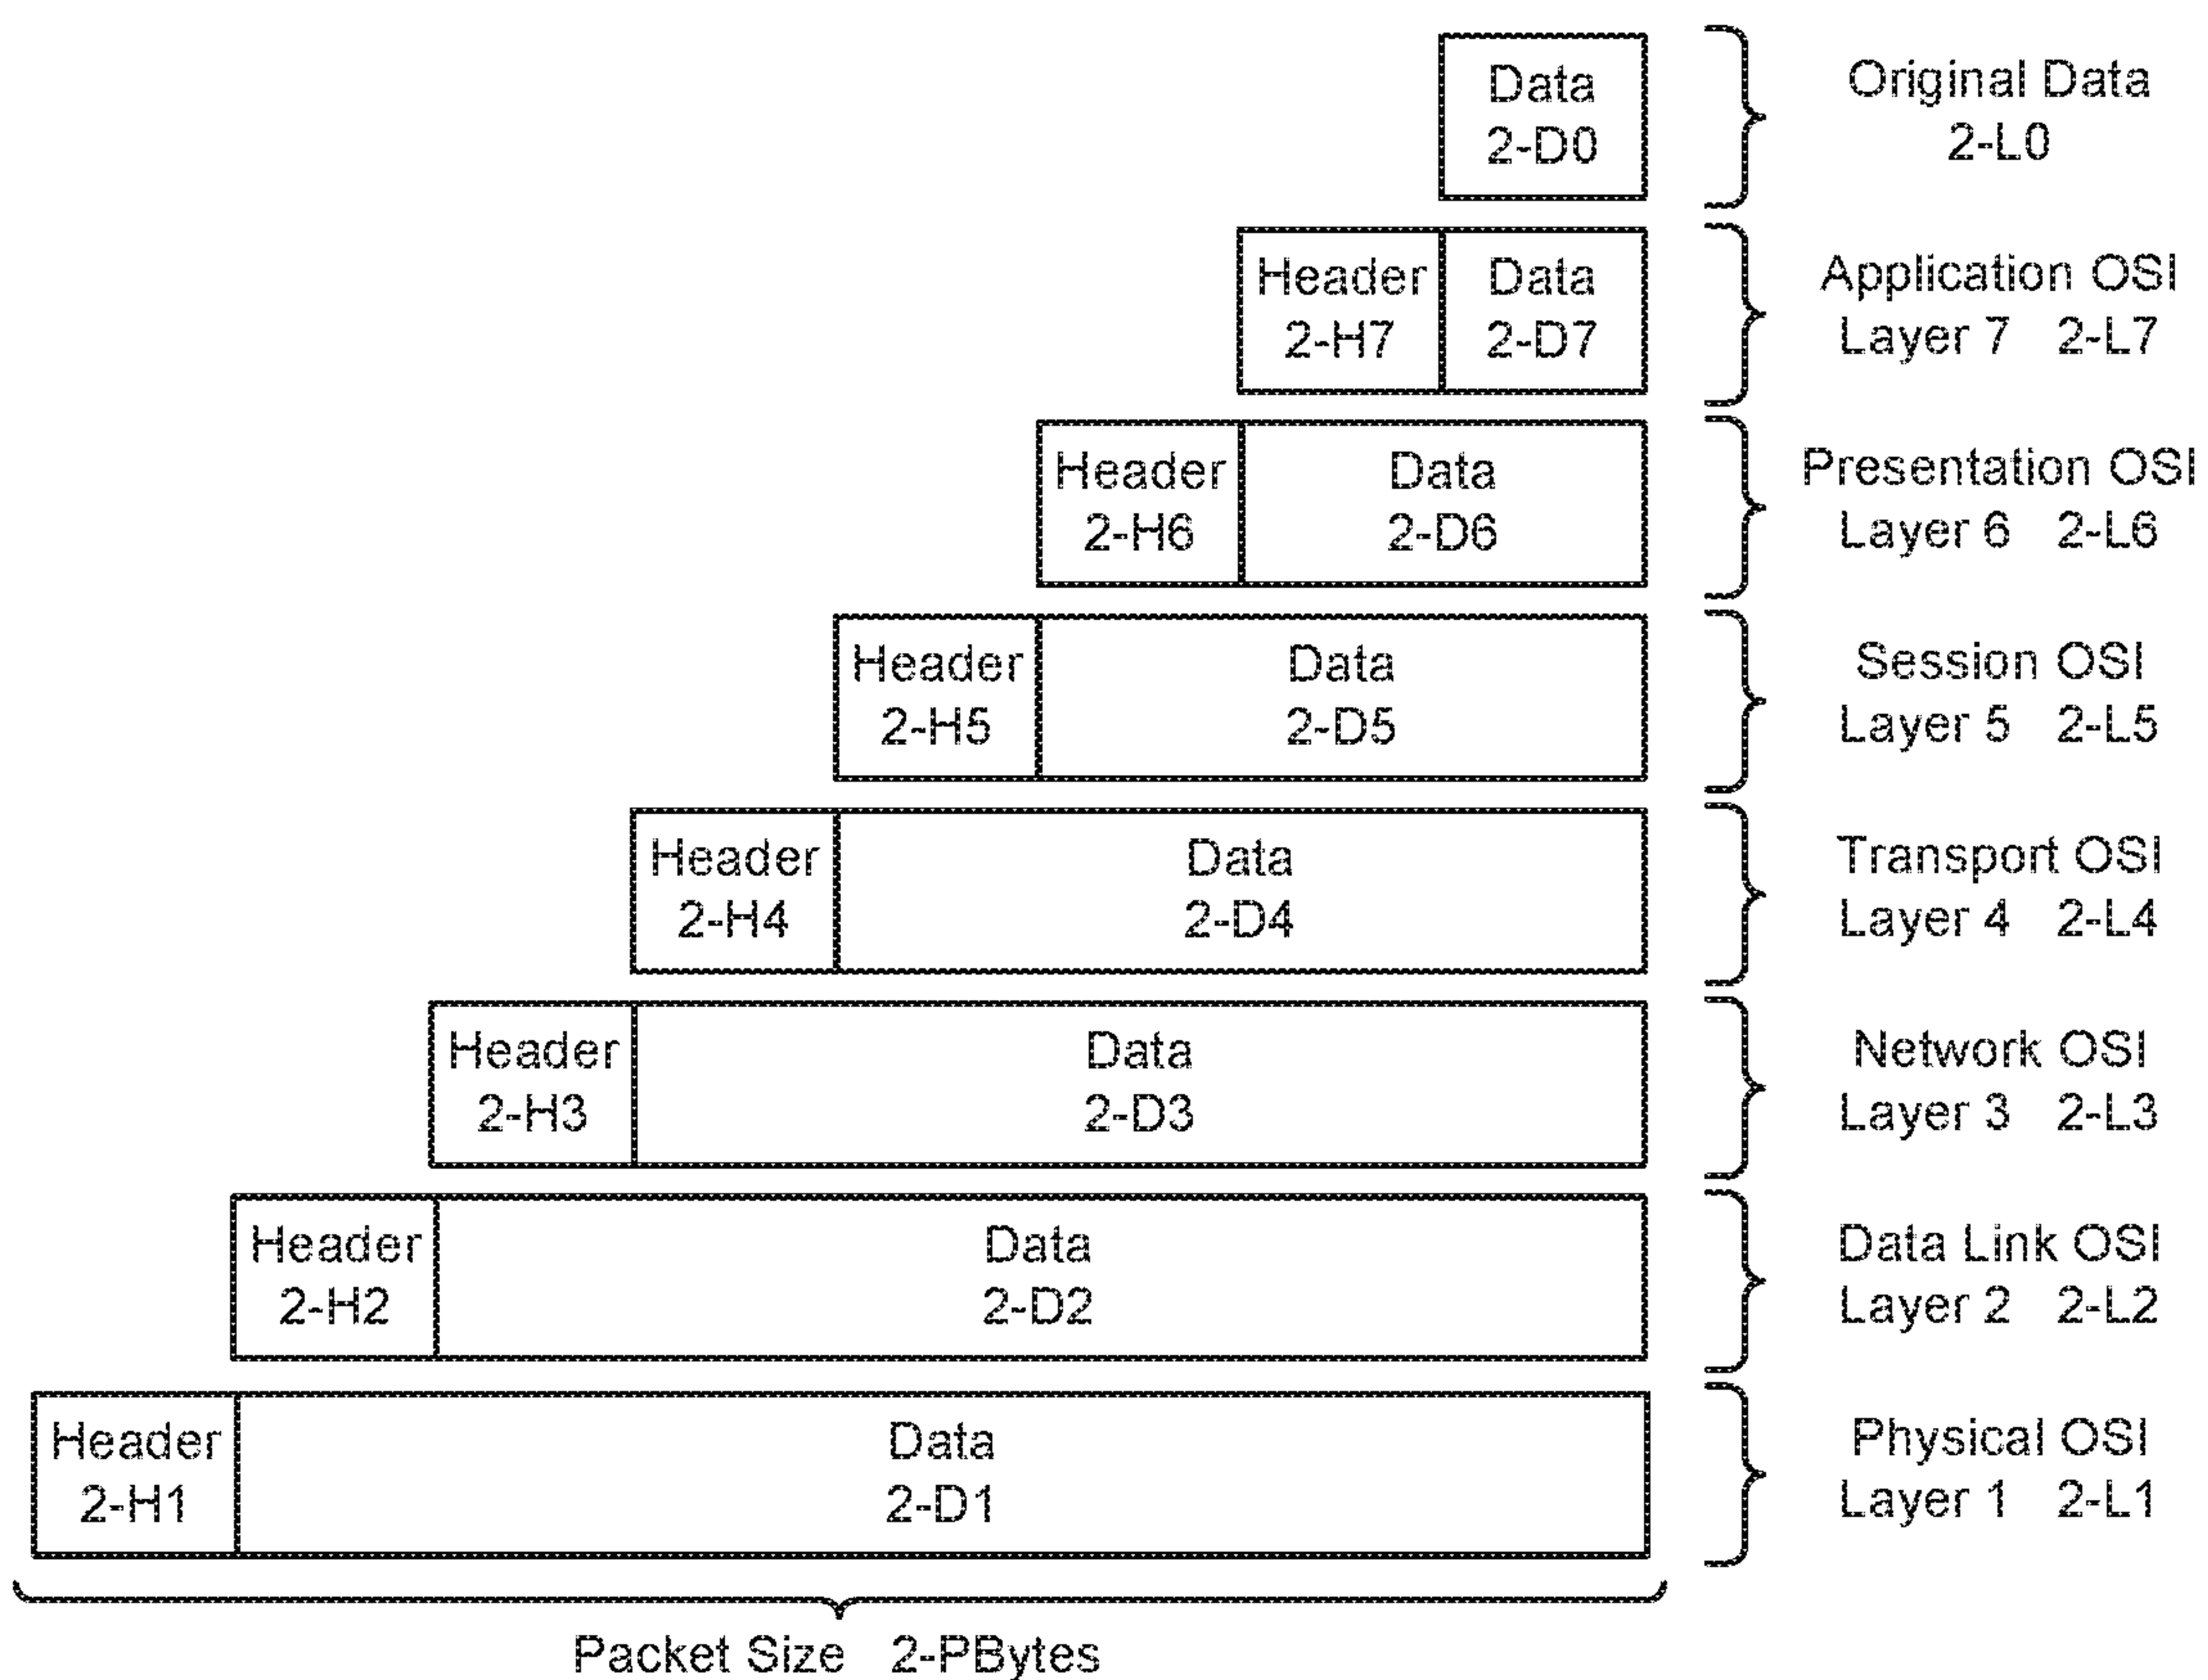 Data
2-D0
Original Data
2-L0
Header
2-H7
Data
2-D7
Application OSI
Layer 7 2-L7
Header
2-H6
Data
2-D6
Presentation OSI
Layer 6 2-L6
Header
2-H5
Data
2-D5
Session OSI
Layer 5 2-L5
Header
2-H4
Data
2-D4
Transport OSI
Layer 4 2-L4
Header
2-H3
Data
2-D3
Network OSI
Layer 3 2-L3
Header
2-H2
Data
2-D2
Data Link OSI
Layer 2 2-L2
Header
2-H1
Data
2-D1
Physical OSI
Layer 1 2-L1
Packet Size 2-PBytes